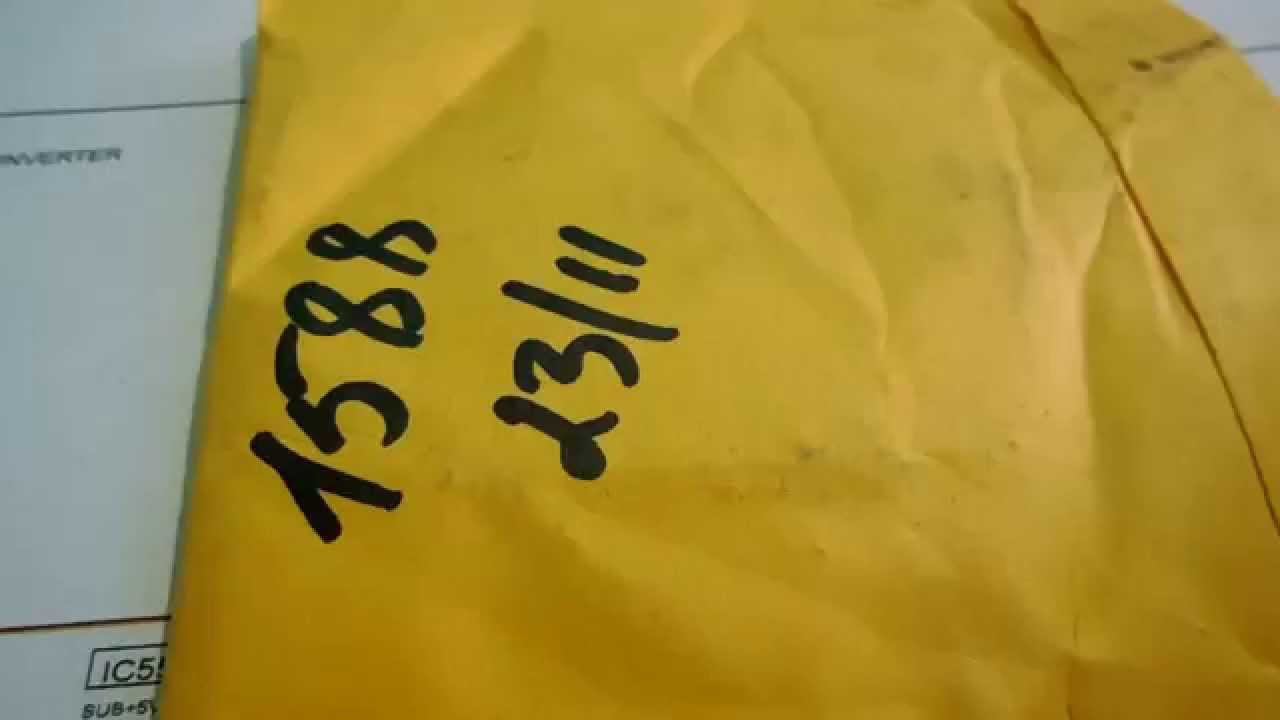 1588
23/11
INVERTER
IC55
SUB+5V